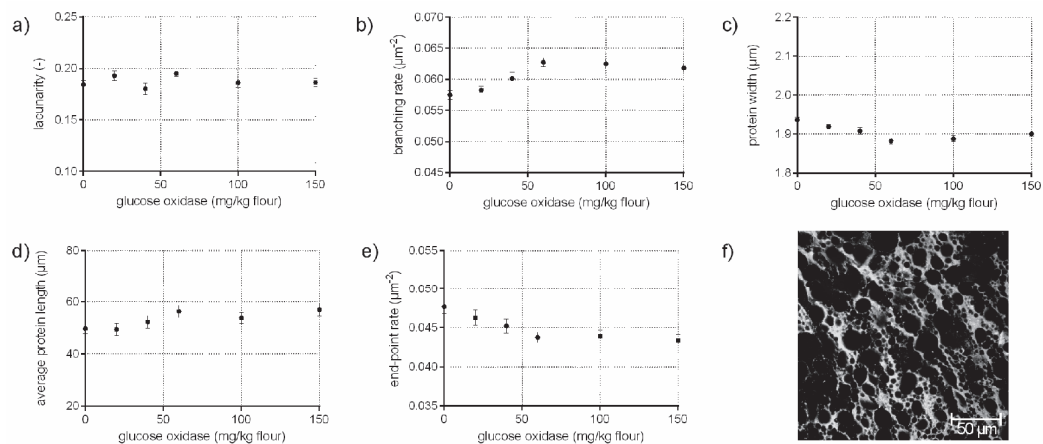 a)
0.25
0.20
0.15
0.10
lacunarity (-)
0 50 100 150
glucose oxidase (mg/kg flour)
b)
0.070
0.065
0.060
0.055
0.050
0.045
branching rate (µm⁻²)
0 50 100 150
glucose oxidase (mg/kg flour)
c)
2.2
2.1
2.0
1.9
1.8
protein width (µm)
0 50 100 150
glucose oxidase (mg/kg flour)
d)
80
60
40
20
average protein length (µm)
0 50 100 150
glucose oxidase (mg/kg flour)
e)
0.055
0.050
0.045
0.040
0.035
end-point rate (µm⁻²)
0 50 100 150
glucose oxidase (mg/kg flour)
f)
50 µm